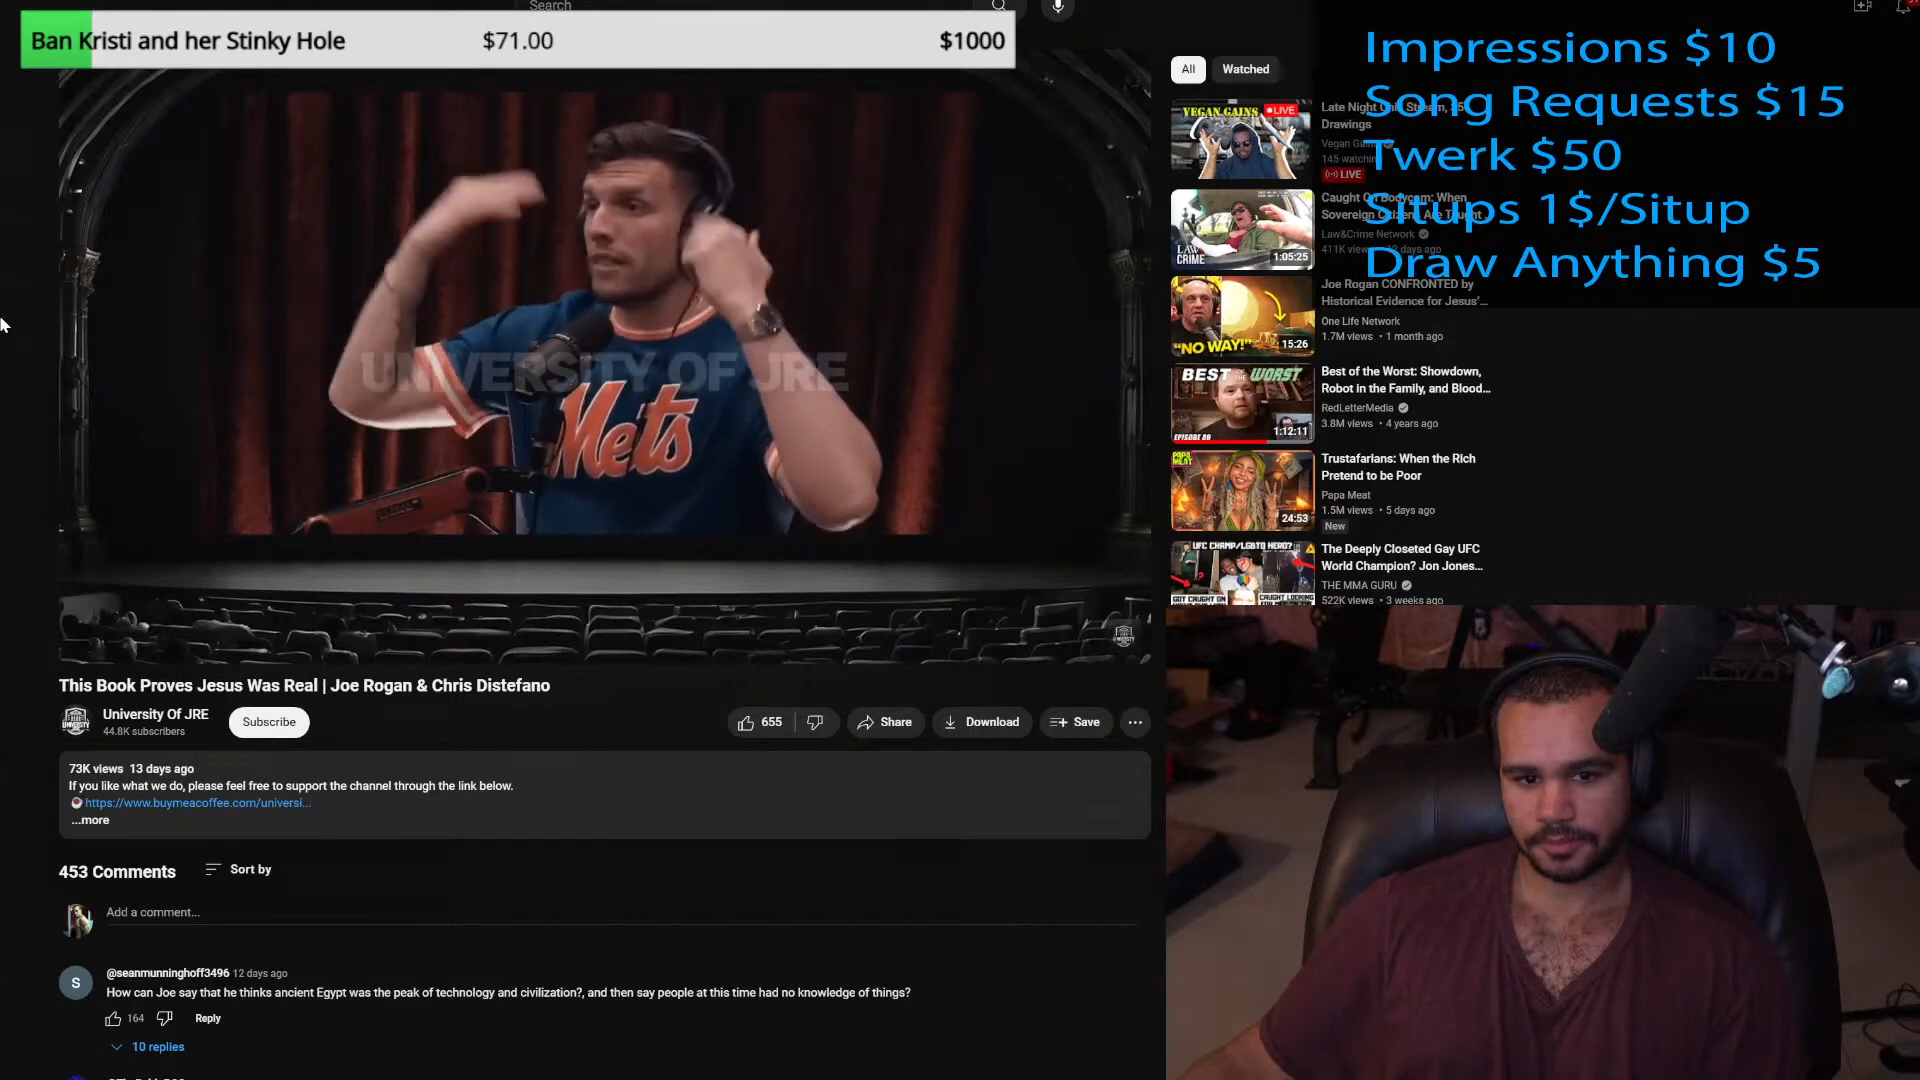 Search
Ban Kristi and her Stinky Hole $71.00 $1000
Impressions $10
Song Requests $15
Twerk $50
Situps 1$/Situp
Draw Anything $5
UNIVERSITY OF JRE
Mets
This Book Proves Jesus Was Real | Joe Rogan & Chris Distefano
University Of JRE
44.8K subscribers
Subscribe
655
Share
Download
Save
73K views 13 days ago
If you like what we do, please feel free to support the channel through the link below.
https://www.buymeacoffee.com/universi...
...more
453 Comments
Sort by
Add a comment...
S
@seanmunninghoff3496 12 days ago
How can Joe say that he thinks ancient Egypt was the peak of technology and civilization?, and then say people at this time had no knowledge of things?
164
Reply
10 replies
All
Watched
VEGAN GAINS
LIVE
Late Night Stream,
Drawings
Vegan
145 watching
LIVE
LAW&
CRIME
1:05:25
Caught On Bodycam: When
Sovereign Citizens Are Taught
Law&Crime Network
411K views 12 days ago
"NO WAY!"
15:26
Joe Rogan CONFRONTED by
Historical Evidence for Jesus'...
One Life Network
1.7M views • 1 month ago
BEST OF THE WORST
EPISODE 86
1:12:11
Best of the Worst: Showdown,
Robot in the Family, and Blood...
RedLetterMedia
3.8M views • 4 years ago
PAPA
MEAT
24:53
Trustafarians: When the Rich
Pretend to be Poor
Papa Meat
1.5M views • 5 days ago
New
UFC CHAMP/LGBTQ HERO?
The Deeply Closeted Gay UFC
World Champion? Jon Jones...
THE MMA GURU
522K views • 3 weeks ago